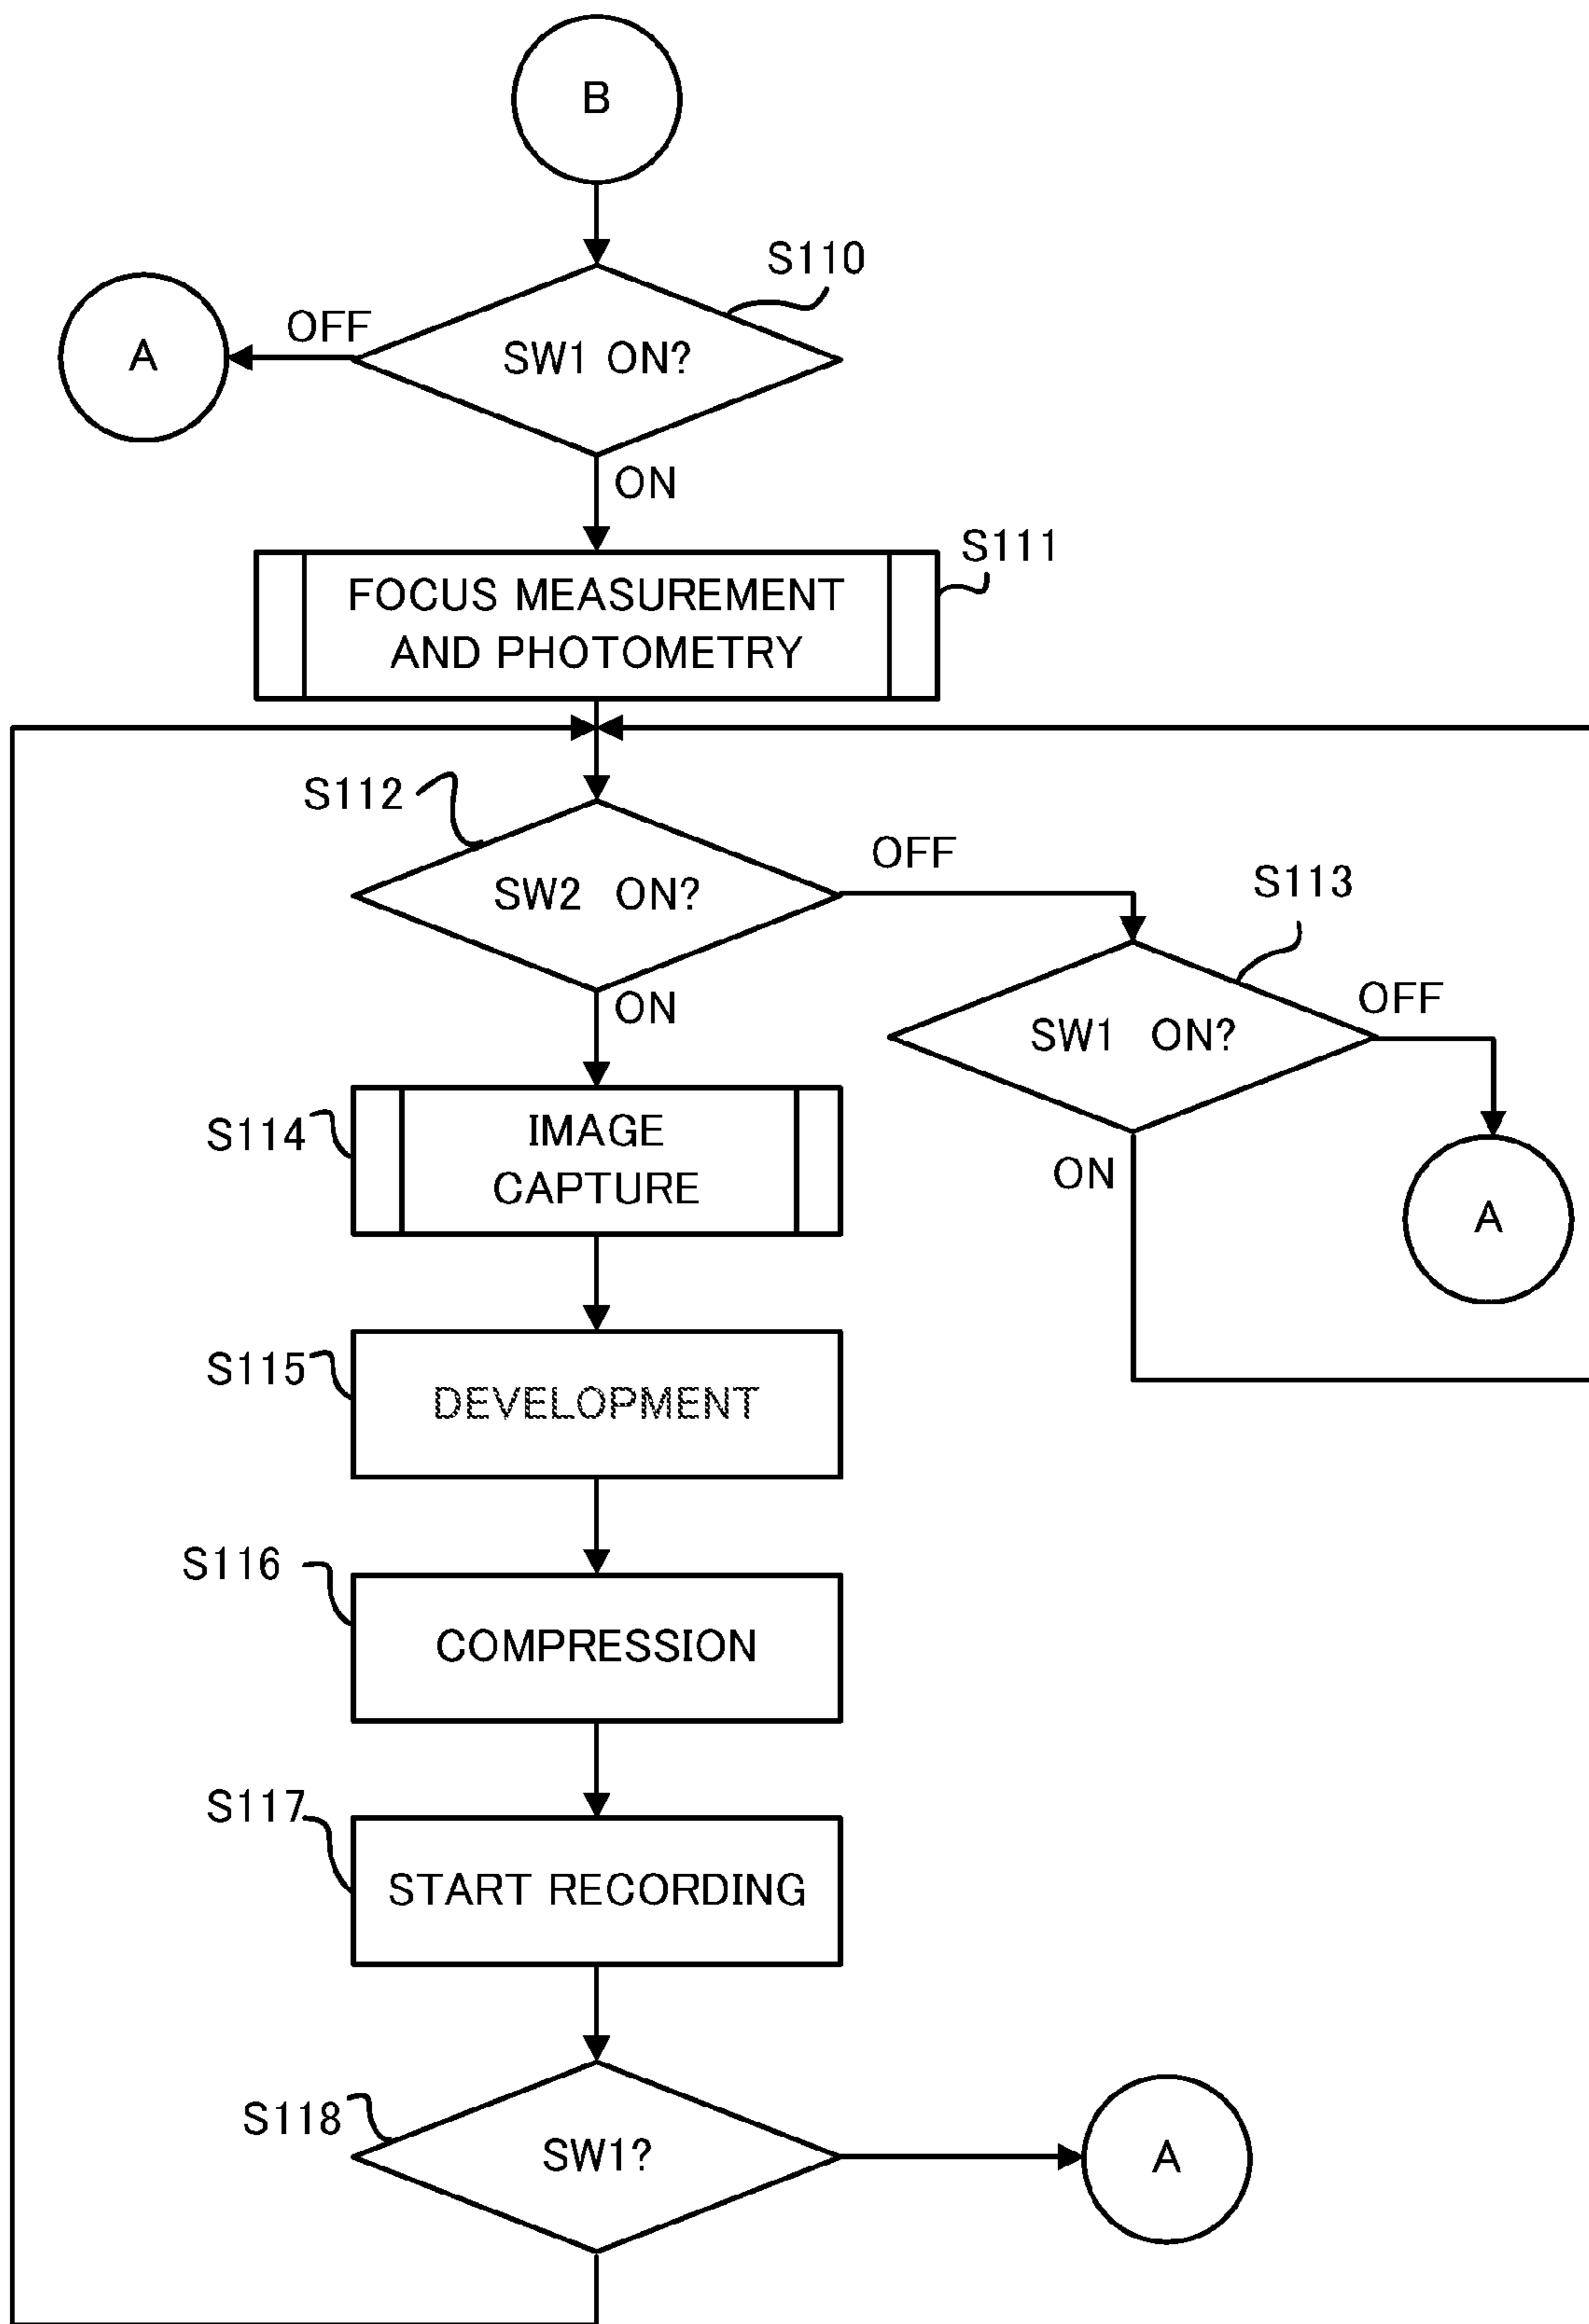 B
S110
OFF
A
SW1 ON?
ON
S111
FOCUS MEASUREMENT
AND PHOTOMETRY
S112
OFF
SW2 ON?
S113
ON
OFF
SW1 ON?
S114
IMAGE
CAPTURE
ON
A
S115
DEVELOPMENT
S116
COMPRESSION
S117
START RECORDING
S118
SW1?
A